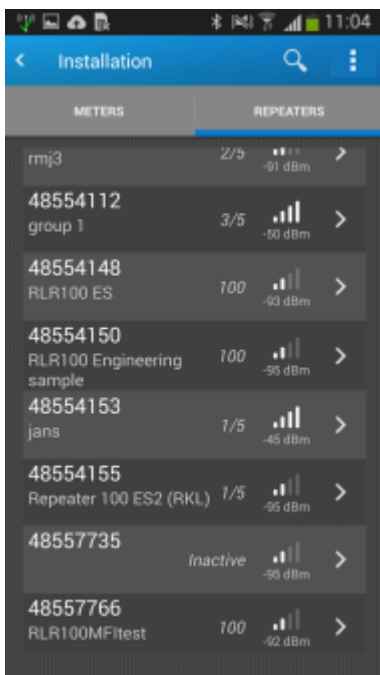 11:04
Installation
METERS REPEATERS
rmj3 2/5 -91 dBm
48554112
group 1 3/5 -50 dBm
48554148
RLR100 ES 100 -93 dBm
48554150
RLR100 Engineering 100 -95 dBm
sample
48554153
jans 1/5 -45 dBm
48554155
Repeater 100 ES2 (RKL) 1/5 -95 dBm
48557735
Inactive -95 dBm
48557766
RLR100MFItest 100 -92 dBm